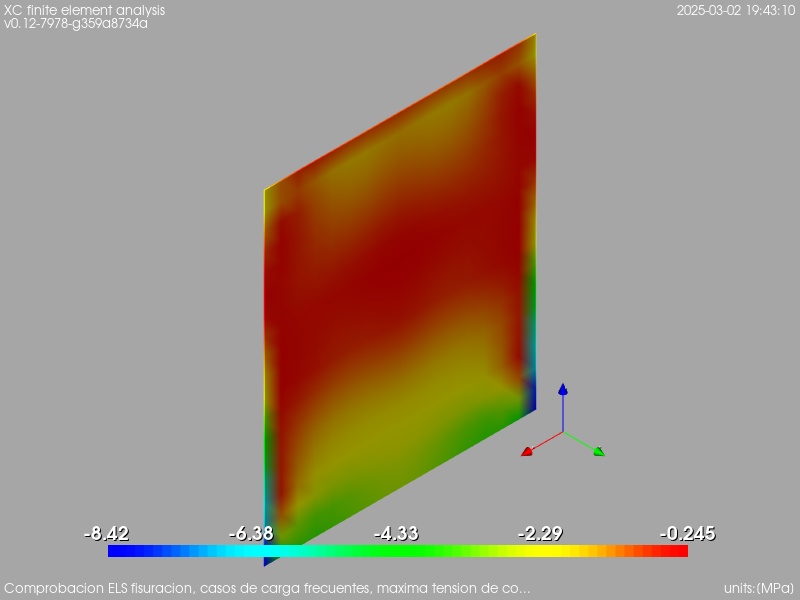 XC finite element analysis
v0.12-7978-g359a8734a
2025-03-02 19:43:10
-8.42 -6.38 -4.33 -2.29 -0.245
Comprobacion ELS fisuracion, casos de carga frecuentes, maxima tension de co... units:(MPa)